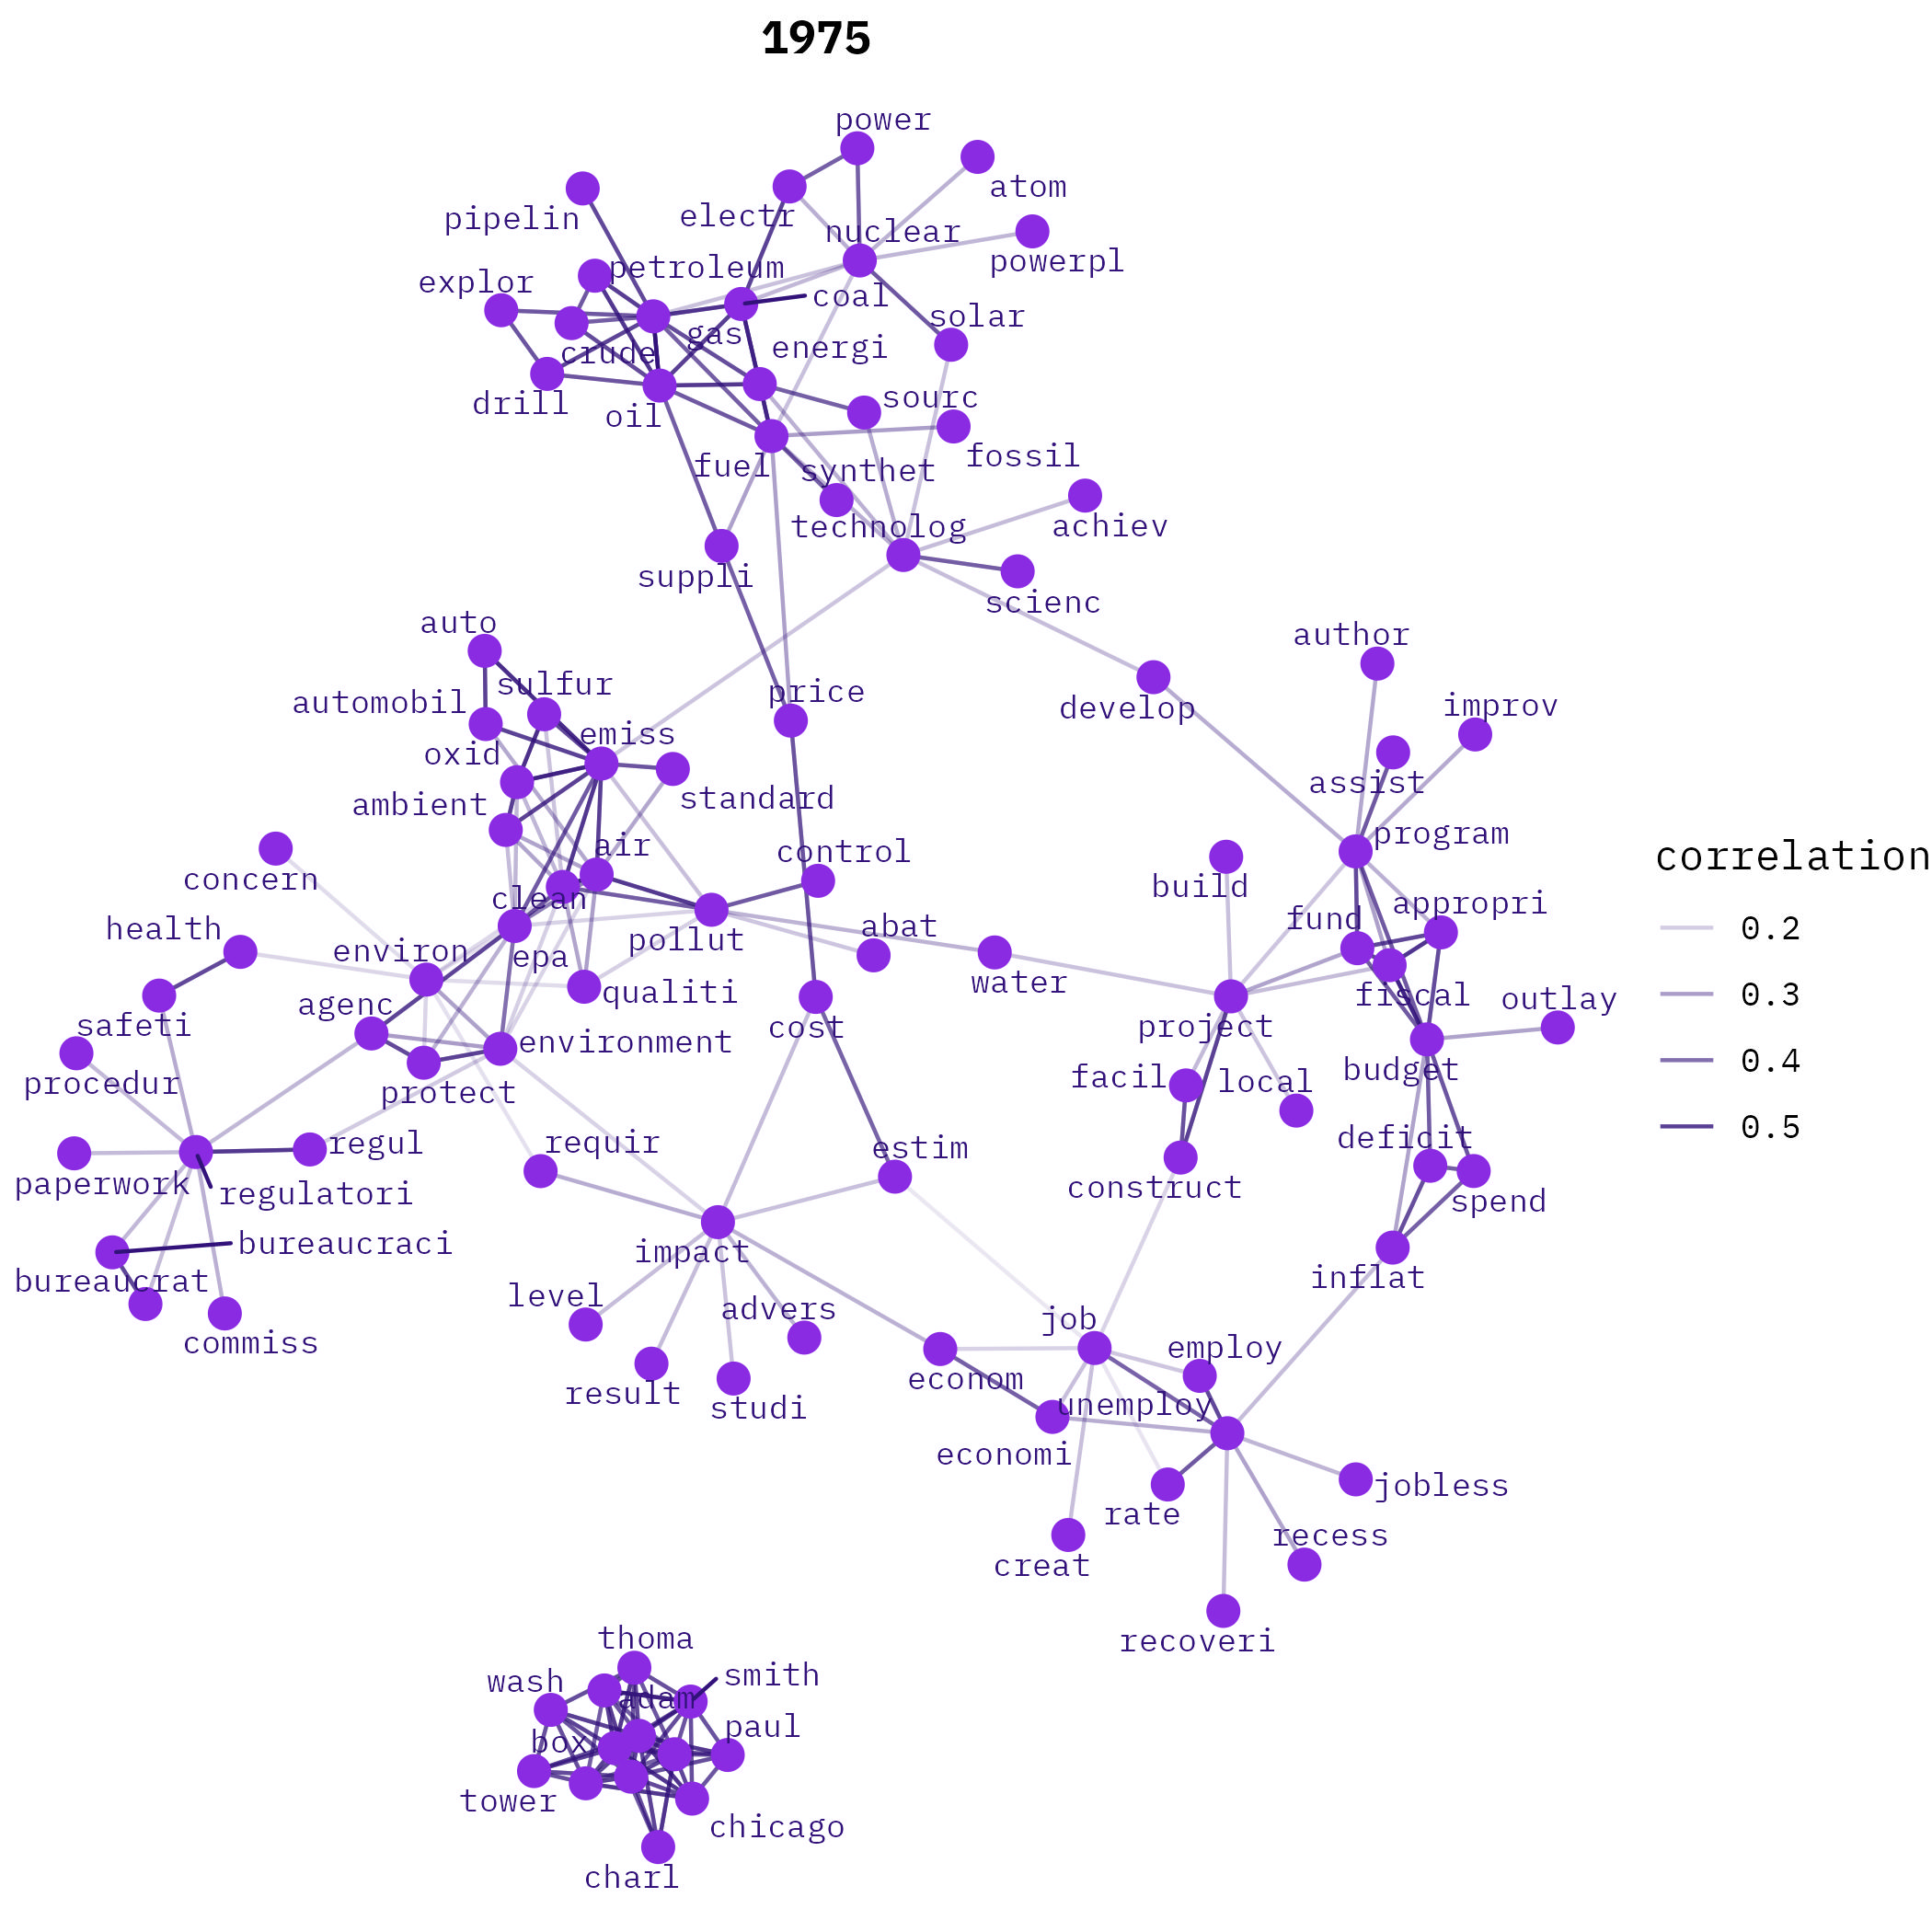 1975
power
atom
pipelin
electr
nuclear
powerpl
explor
petroleum
coal
solar
gas
crude
energi
drill
oil
sourc
fuel
synthet
fossil
technolog
achiev
suppli
scienc
auto
author
sulfur
automobil
price
develop
improv
oxid
emiss
assist
ambient
standard
program
air
control
correlation
concern
build
clean
appropri
health
fund
abat
0.2
environ
epa
pollut
water
agenc
qualiti
fiscal
outlay
0.3
safeti
cost
project
environment
procedur
protect
facil
local
budget
0.4
regul
requir
estim
deficit
0.5
paperwork
regulatori
construct
spend
bureaucraci
impact
bureaucrat
inflat
level
advers
job
commiss
employ
result
studi
econom
unemploy
economi
jobless
rate
recess
creat
thoma
recoveri
wash
smith
adam
box
paul
tower
chicago
charl